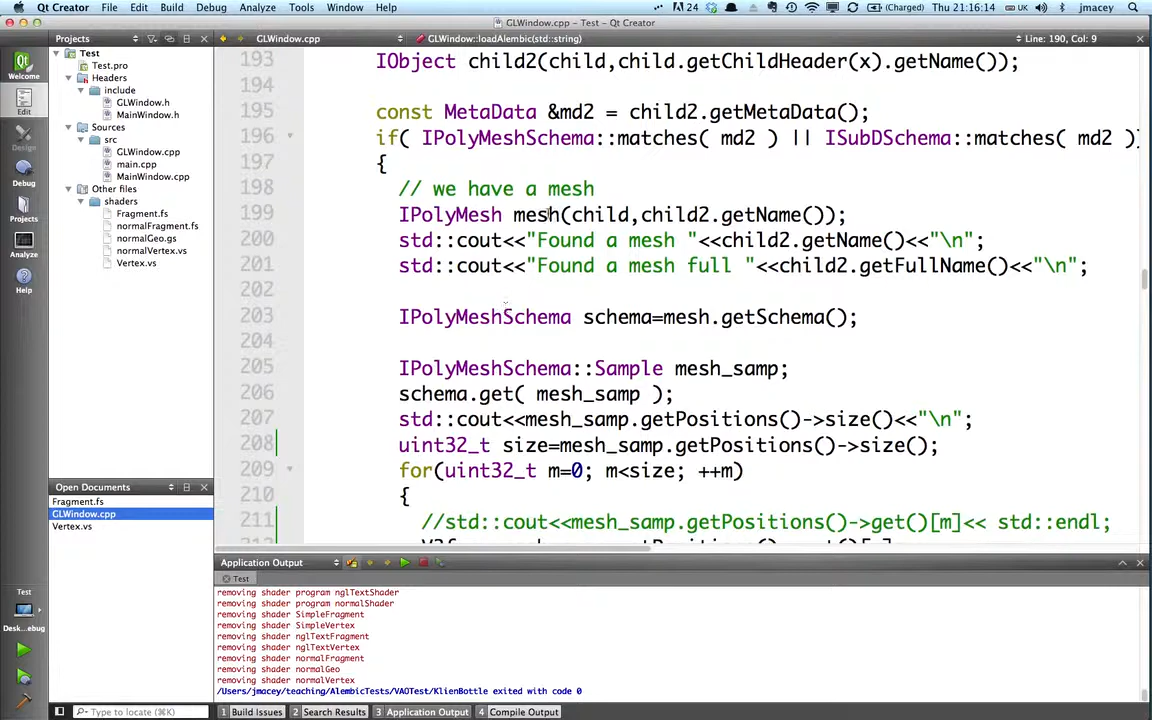 Qt Creator File Edit Build Debug Analyze Tools Window Help 24 (Charged) UK Thu 21:16:14 jmacey
GLWindow.cpp - Test - Qt Creator
Projects GLWindow.cpp GLWindow::loadAlembic(std::string) Line: 190, Col: 9
Welcome
Edit
Design
Debug
Projects
Analyze
Help
Test
Desk...ebug
Test
Test.pro
Headers
include
GLWindow.h
MainWindow.h
Sources
src
GLWindow.cpp
main.cpp
MainWindow.cpp
Other files
shaders
Fragment.fs
normalFragment.fs
normalGeo.gs
normalVertex.vs
Vertex.vs
Open Documents
Fragment.fs
GLWindow.cpp
Vertex.vs
193 IObject child2(child,child.getChildHeader(x).getName());
194
195 const MetaData &md2 = child2.getMetaData();
196 if( IPolyMeshSchema::matches( md2 ) || ISubDSchema::matches( md2 )
197 {
198 // we have a mesh
199 IPolyMesh mesh(child,child2.getName());
200 std::cout<<"Found a mesh "<<child2.getName()<<"\n";
201 std::cout<<"Found a mesh full "<<child2.getFullName()<<"\n";
202
203 IPolyMeshSchema schema=mesh.getSchema();
204
205 IPolyMeshSchema::Sample mesh_samp;
206 schema.get( mesh_samp );
207 std::cout<<mesh_samp.getPositions()->size()<<"\n";
208 uint32_t size=mesh_samp.getPositions()->size();
209 for(uint32_t m=0; m<size; ++m)
210 {
211 //std::cout<<mesh_samp.getPositions()->get()[m]<< std::endl;
Application Output
Test
removing shader program nglTextShader
removing shader program normalShader
removing shader SimpleFragment
removing shader SimpleVertex
removing shader nglTextFragment
removing shader nglTextVertex
removing shader normalFragment
removing shader normalGeo
removing shader normalVertex
/Users/jmacey/teaching/AlembicTests/VAOTest/KlienBottle exited with code 0
Type to locate (⌘K) 1 Build Issues 2 Search Results 3 Application Output 4 Compile Output